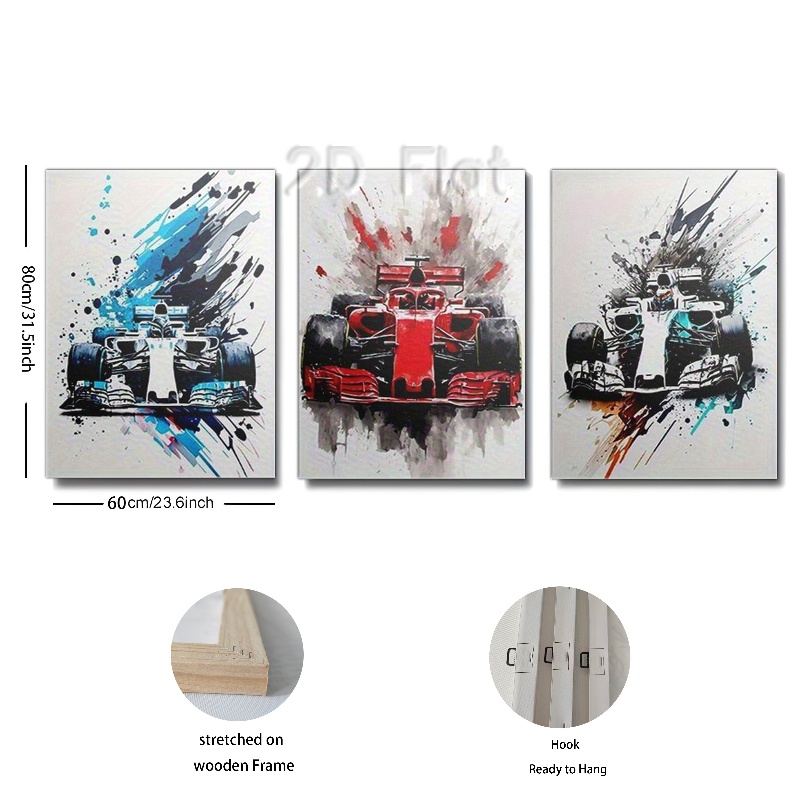 2D Flat
80cm/31.5inch
60cm/23.6inch
stretched on
wooden Frame
Hook
Ready to Hang